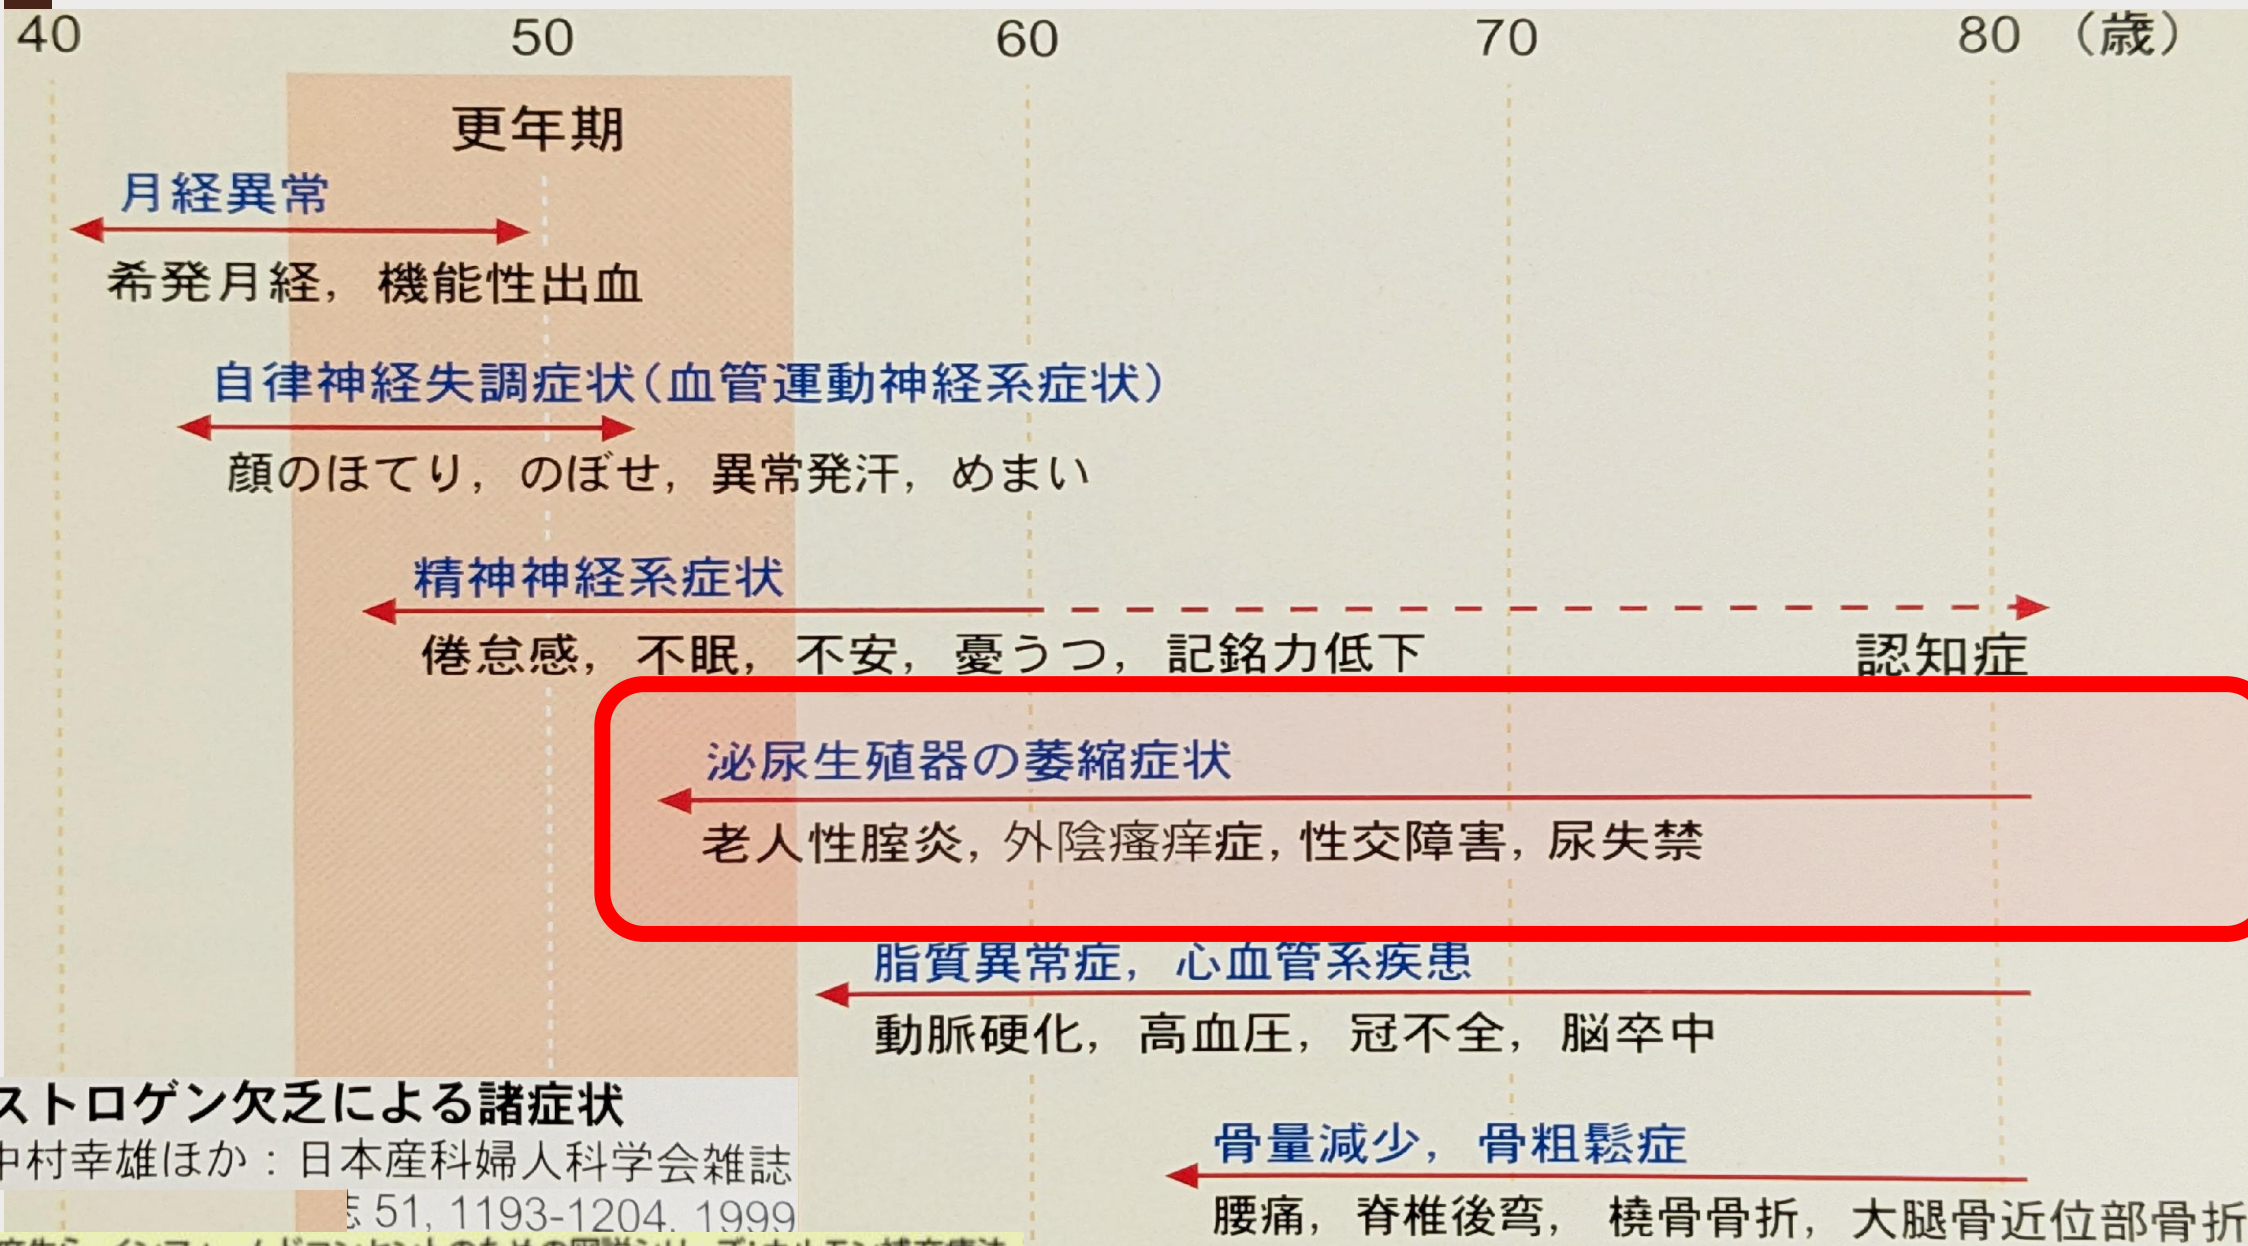 40 50 60 70 80 （歳）
更年期
月経異常
希発月経，機能性出血
自律神経失調症状（血管運動神経系症状）
顔のほてり，のぼせ，異常発汗，めまい
精神神経系症状
倦怠感，不眠，不安，憂うつ，記銘力低下 認知症
泌尿生殖器の萎縮症状
老人性腟炎，外陰瘙痒症，性交障害，尿失禁
脂質異常症，心血管系疾患
動脈硬化，高血圧，冠不全，脳卒中
ストロゲン欠乏による諸症状
中村幸雄ほか：日本産科婦人科学会雑誌
誌 51, 1193-1204, 1999
骨量減少，骨粗鬆症
腰痛，脊椎後弯，橈骨骨折，大腿骨近位部骨折